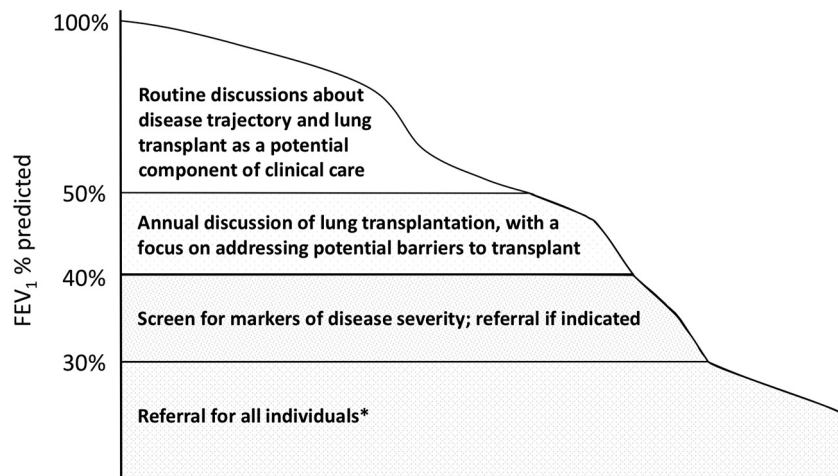 100%
Routine discussions about
disease trajectory and lung
transplant as a potential
component of clinical care
50%
Annual discussion of lung transplantation, with a
focus on addressing potential barriers to transplant
40%
Screen for markers of disease severity; referral if indicated
30%
Referral for all individuals*
FEV₁ % predicted